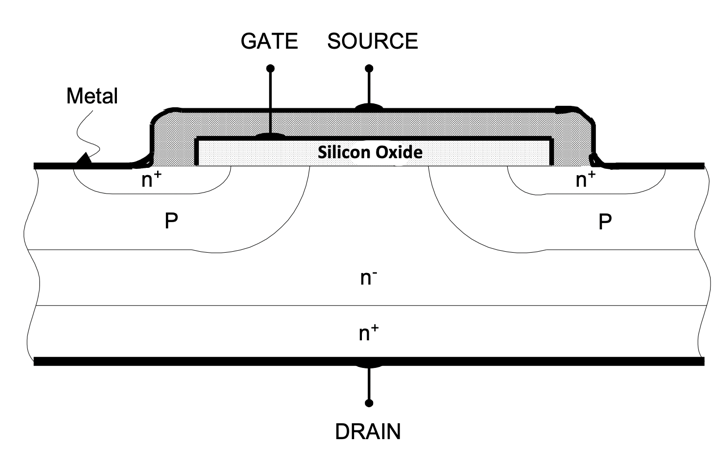 GATE SOURCE
Metal
Silicon Oxide
n⁺ n⁺
P P
n⁻
n⁺
DRAIN